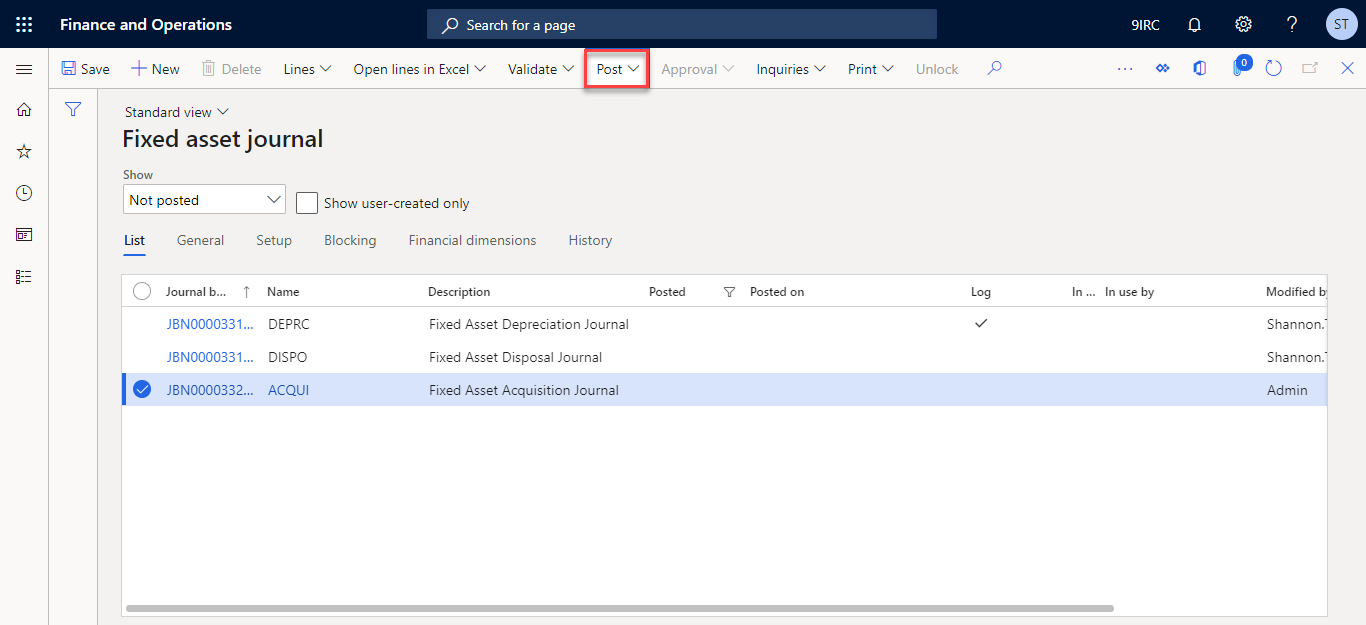 Finance and Operations Search for a page 9IRC ? ST
Save New Delete Lines Open lines in Excel Validate Post Approval Inquiries Print Unlock ... 0
Standard view
Fixed asset journal
Show
Not posted Show user-created only
List General Setup Blocking Financial dimensions History
Journal b... ↑ Name Description Posted Posted on Log In ... In use by Modified by
JBN0000331... DEPRC Fixed Asset Depreciation Journal Shannon.
JBN0000331... DISPO Fixed Asset Disposal Journal Shannon.
JBN0000332... ACQUI Fixed Asset Acquisition Journal Admin